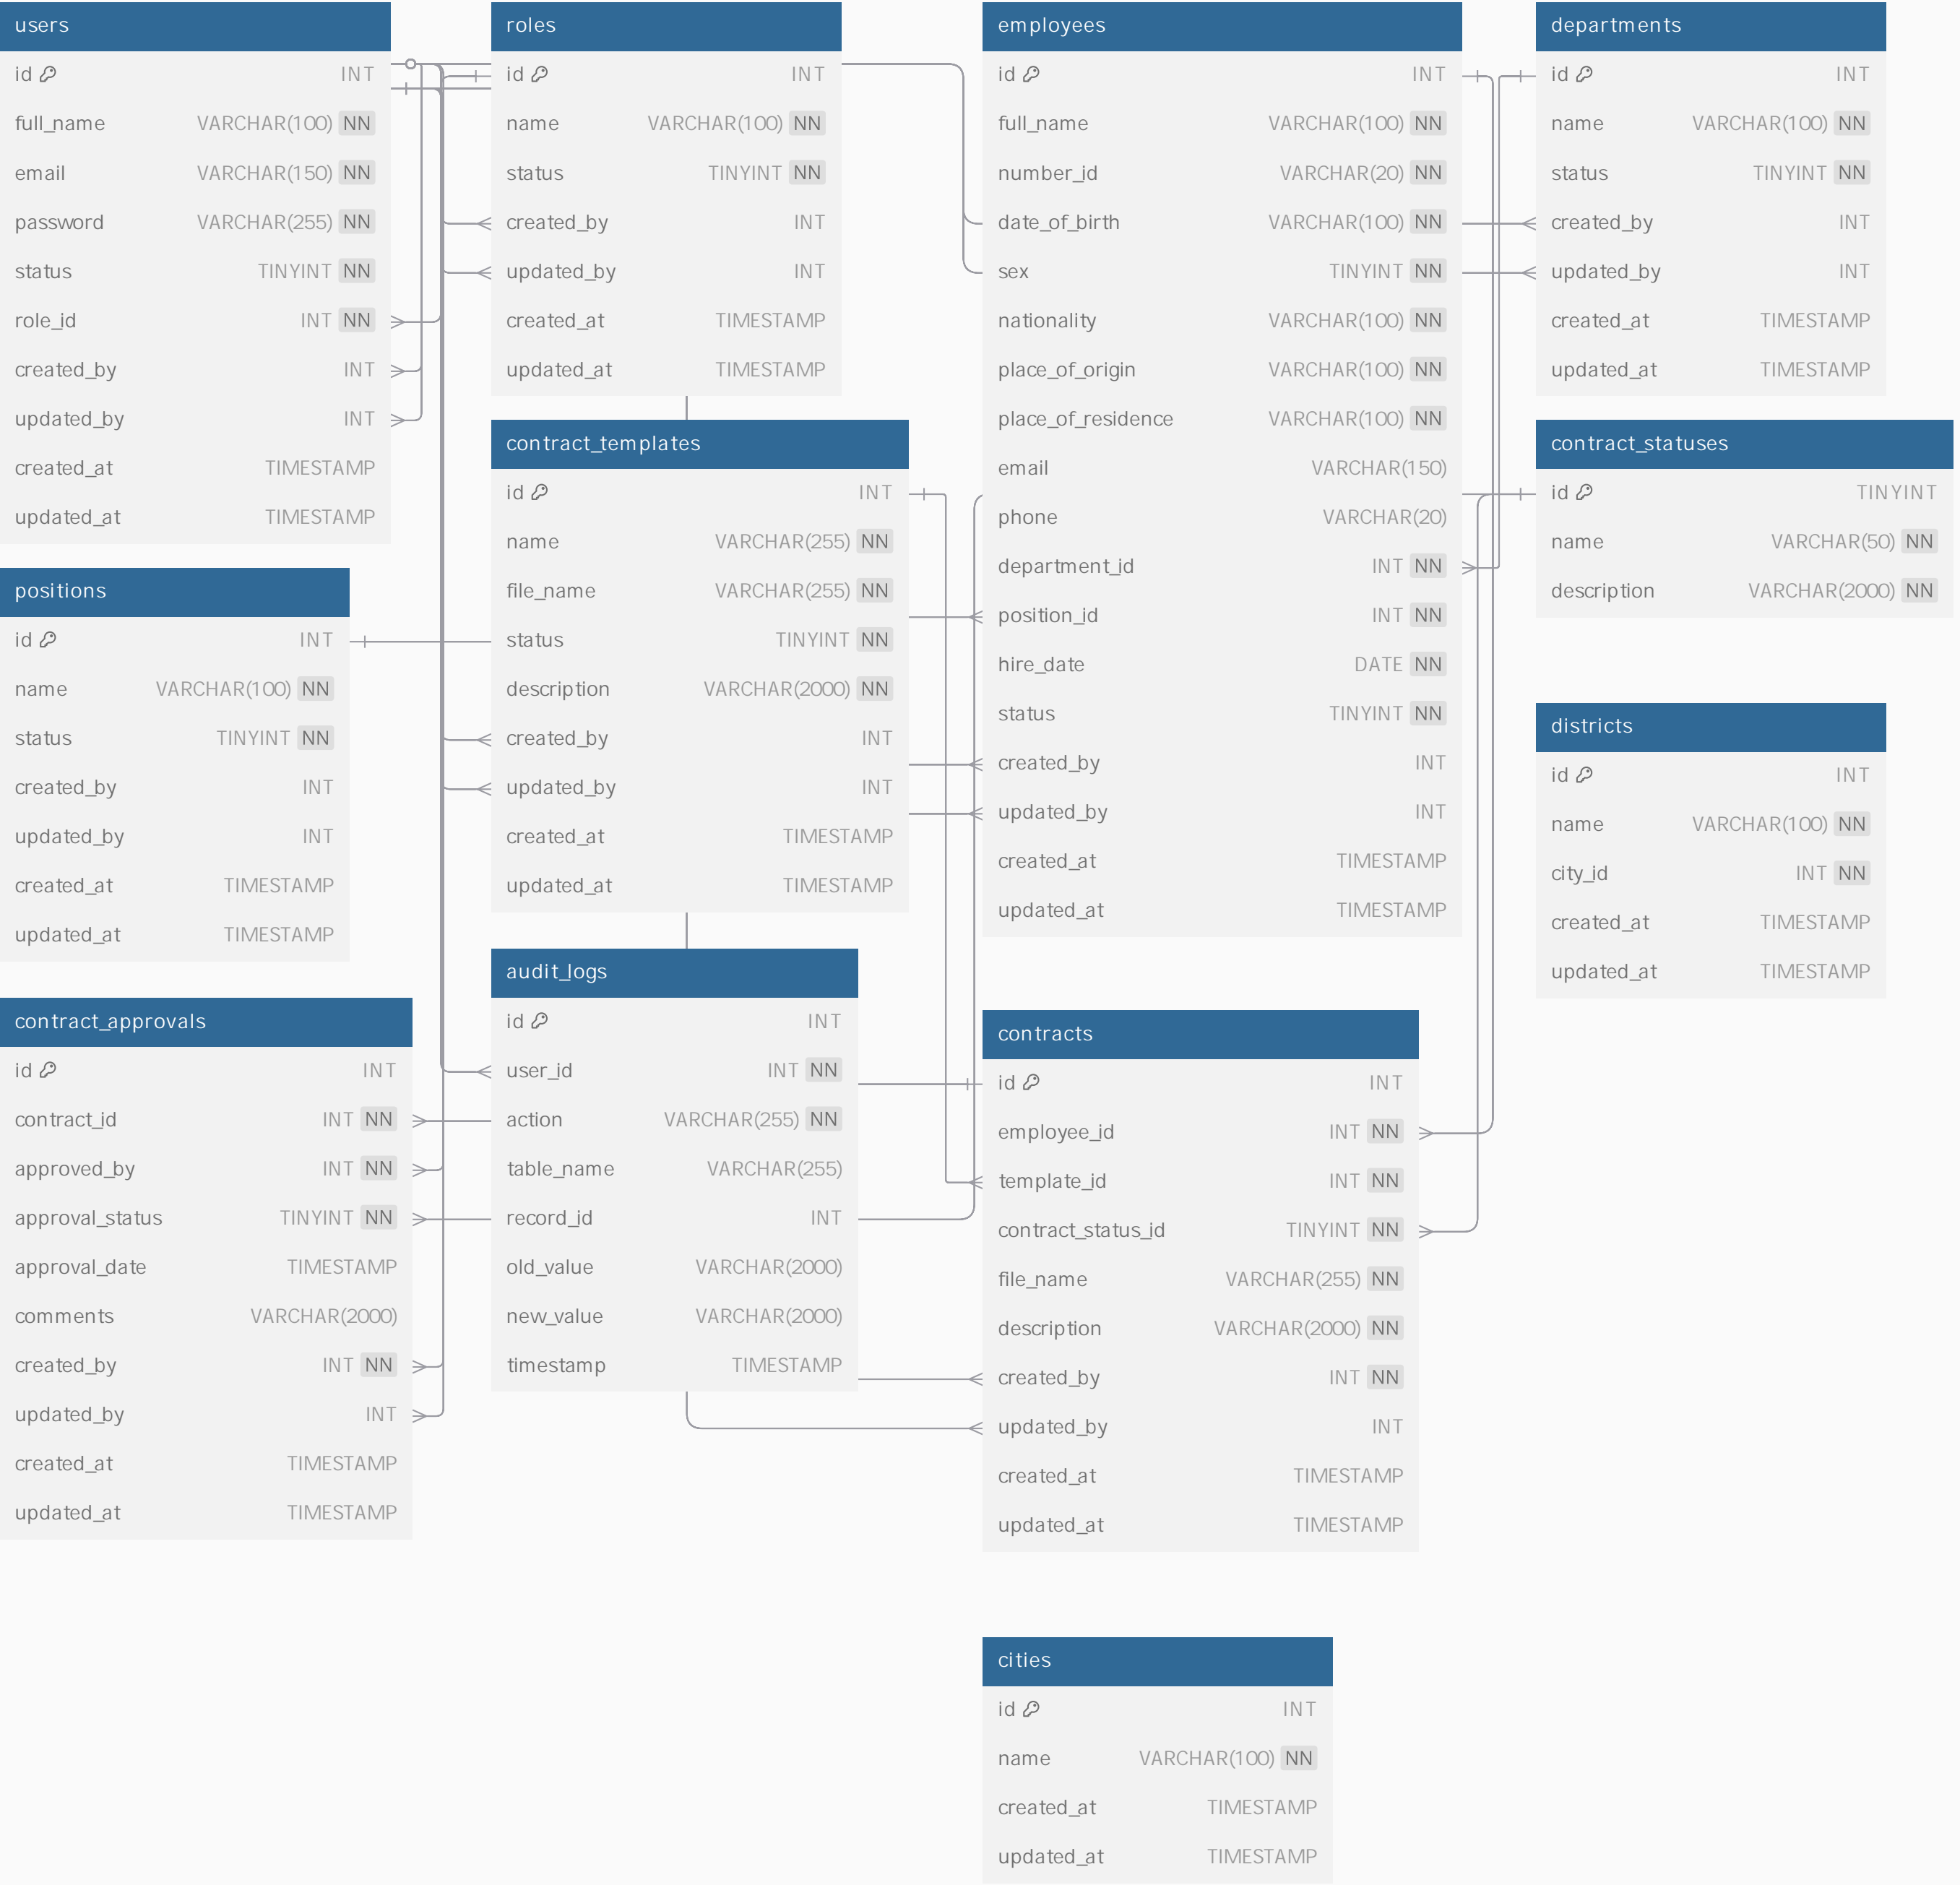 users
id INT
full_name VARCHAR(100) NN
email VARCHAR(150) NN
password VARCHAR(255) NN
status TINYINT NN
role_id INT NN
created_by INT
updated_by INT
created_at TIMESTAMP
updated_at TIMESTAMP
roles
id INT
name VARCHAR(100) NN
status TINYINT NN
created_by INT
updated_by INT
created_at TIMESTAMP
updated_at TIMESTAMP
employees
id INT
full_name VARCHAR(100) NN
number_id VARCHAR(20) NN
date_of_birth VARCHAR(100) NN
sex TINYINT NN
nationality VARCHAR(100) NN
place_of_origin VARCHAR(100) NN
place_of_residence VARCHAR(100) NN
email VARCHAR(150)
phone VARCHAR(20)
department_id INT NN
position_id INT NN
hire_date DATE NN
status TINYINT NN
created_by INT
updated_by INT
created_at TIMESTAMP
updated_at TIMESTAMP
departments
id INT
name VARCHAR(100) NN
status TINYINT NN
created_by INT
updated_by INT
created_at TIMESTAMP
updated_at TIMESTAMP
contract_templates
id INT
name VARCHAR(255) NN
file_name VARCHAR(255) NN
status TINYINT NN
description VARCHAR(2000) NN
created_by INT
updated_by INT
created_at TIMESTAMP
updated_at TIMESTAMP
contract_statuses
id TINYINT
name VARCHAR(50) NN
description VARCHAR(2000) NN
positions
id INT
name VARCHAR(100) NN
status TINYINT NN
created_by INT
updated_by INT
created_at TIMESTAMP
updated_at TIMESTAMP
districts
id INT
name VARCHAR(100) NN
city_id INT NN
created_at TIMESTAMP
updated_at TIMESTAMP
contract_approvals
id INT
contract_id INT NN
approved_by INT NN
approval_status TINYINT NN
approval_date TIMESTAMP
comments VARCHAR(2000)
created_by INT NN
updated_by INT
created_at TIMESTAMP
updated_at TIMESTAMP
audit_logs
id INT
user_id INT NN
action VARCHAR(255) NN
table_name VARCHAR(255)
record_id INT
old_value VARCHAR(2000)
new_value VARCHAR(2000)
timestamp TIMESTAMP
contracts
id INT
employee_id INT NN
template_id INT NN
contract_status_id TINYINT NN
file_name VARCHAR(255) NN
description VARCHAR(2000) NN
created_by INT NN
updated_by INT
created_at TIMESTAMP
updated_at TIMESTAMP
cities
id INT
name VARCHAR(100) NN
created_at TIMESTAMP
updated_at TIMESTAMP